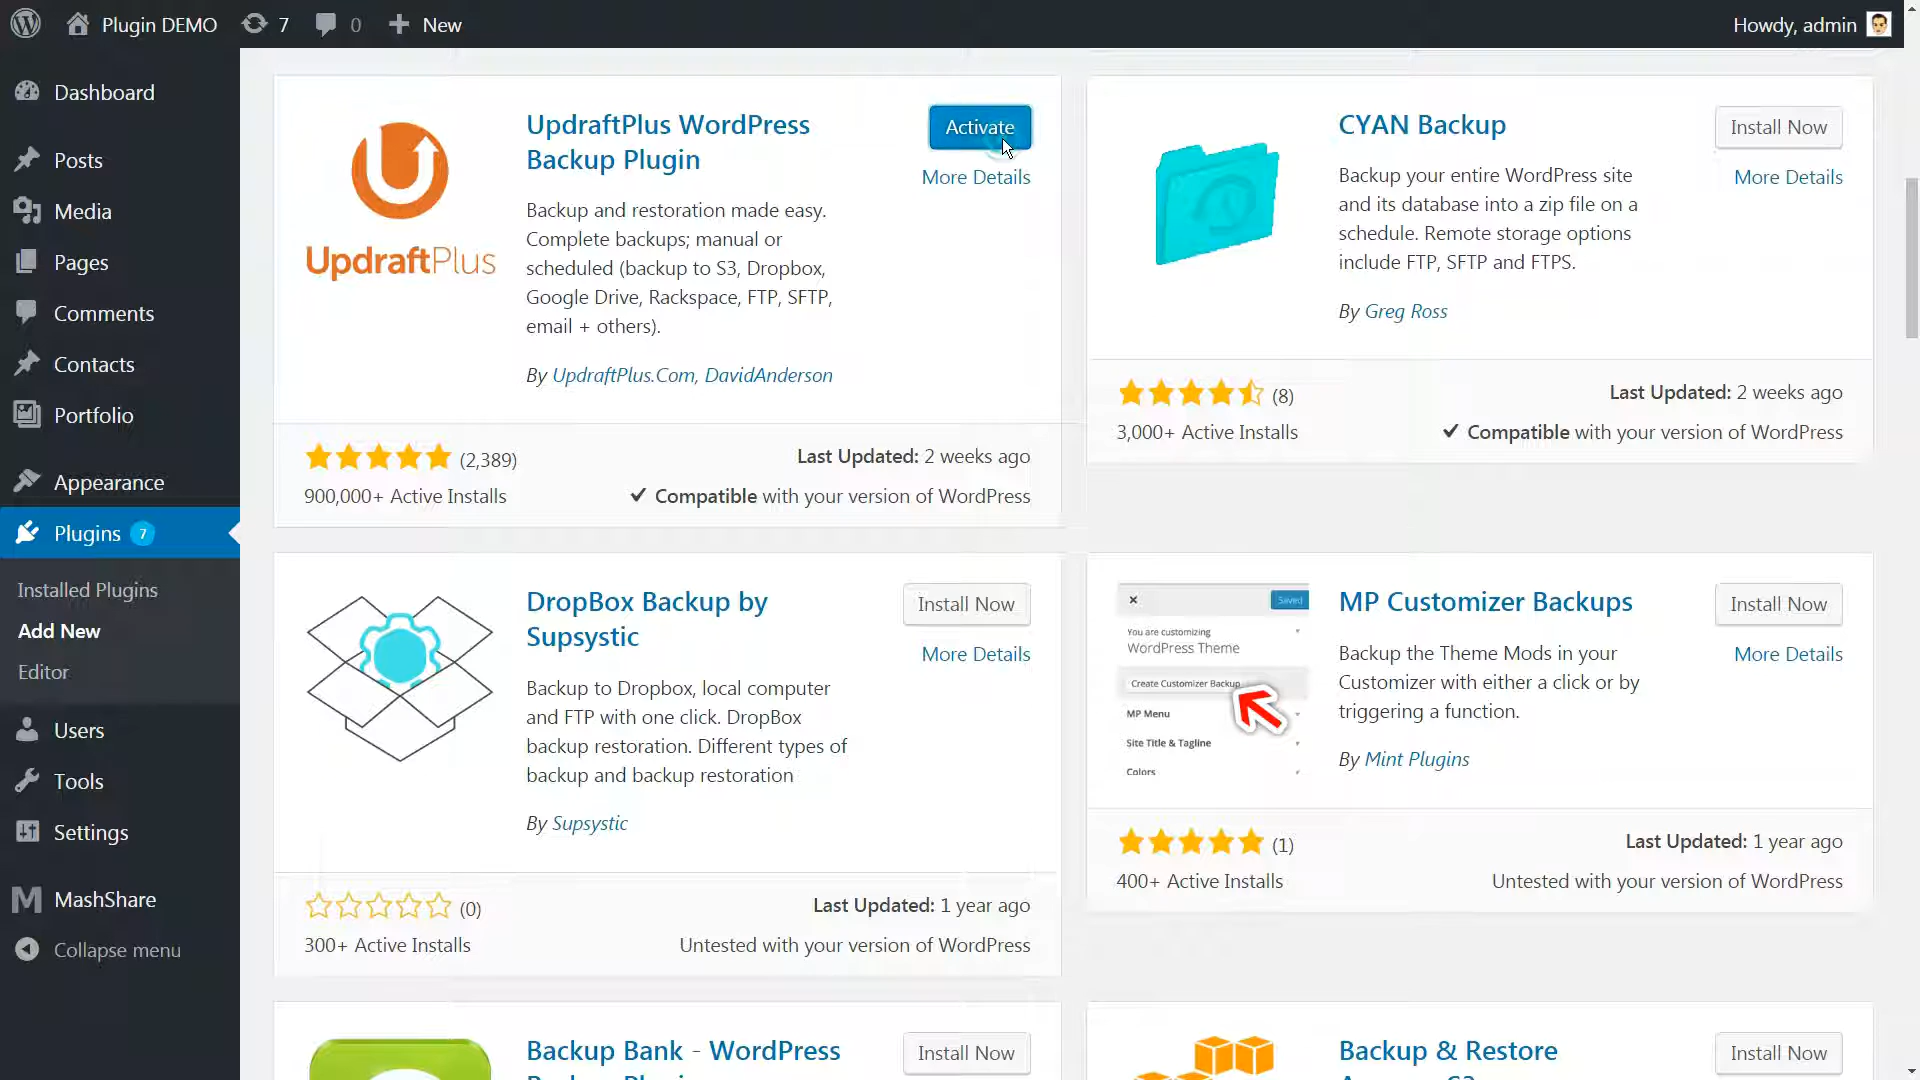 Plugin DEMO
7
0
New
Howdy, admin
Dashboard
Posts
Media
Pages
Comments
Contacts
Portfolio
Appearance
Plugins 7
Installed Plugins
Add New
Editor
Users
Tools
Settings
MashShare
Collapse menu
UpdraftPlus
UpdraftPlus WordPress
Backup Plugin
Activate
More Details
Backup and restoration made easy.
Complete backups; manual or
scheduled (backup to S3, Dropbox,
Google Drive, Rackspace, FTP, SFTP,
email + others).
By UpdraftPlus.Com, DavidAnderson
(2,389)
900,000+ Active Installs
Last Updated: 2 weeks ago
Compatible with your version of WordPress
CYAN Backup
Install Now
More Details
Backup your entire WordPress site
and its database into a zip file on a
schedule. Remote storage options
include FTP, SFTP and FTPS.
By Greg Ross
(8)
3,000+ Active Installs
Last Updated: 2 weeks ago
Compatible with your version of WordPress
DropBox Backup by
Supsystic
Install Now
More Details
Backup to Dropbox, local computer
and FTP with one click. DropBox
backup restoration. Different types of
backup and backup restoration
By Supsystic
(0)
300+ Active Installs
Last Updated: 1 year ago
Untested with your version of WordPress
Saved
You are customizing
WordPress Theme
Create Customizer Backup
MP Menu
Site Title & Tagline
Colors
MP Customizer Backups
Install Now
More Details
Backup the Theme Mods in your
Customizer with either a click or by
triggering a function.
By Mint Plugins
(1)
400+ Active Installs
Last Updated: 1 year ago
Untested with your version of WordPress
Backup Bank - WordPress
Install Now
Backup & Restore
Install Now